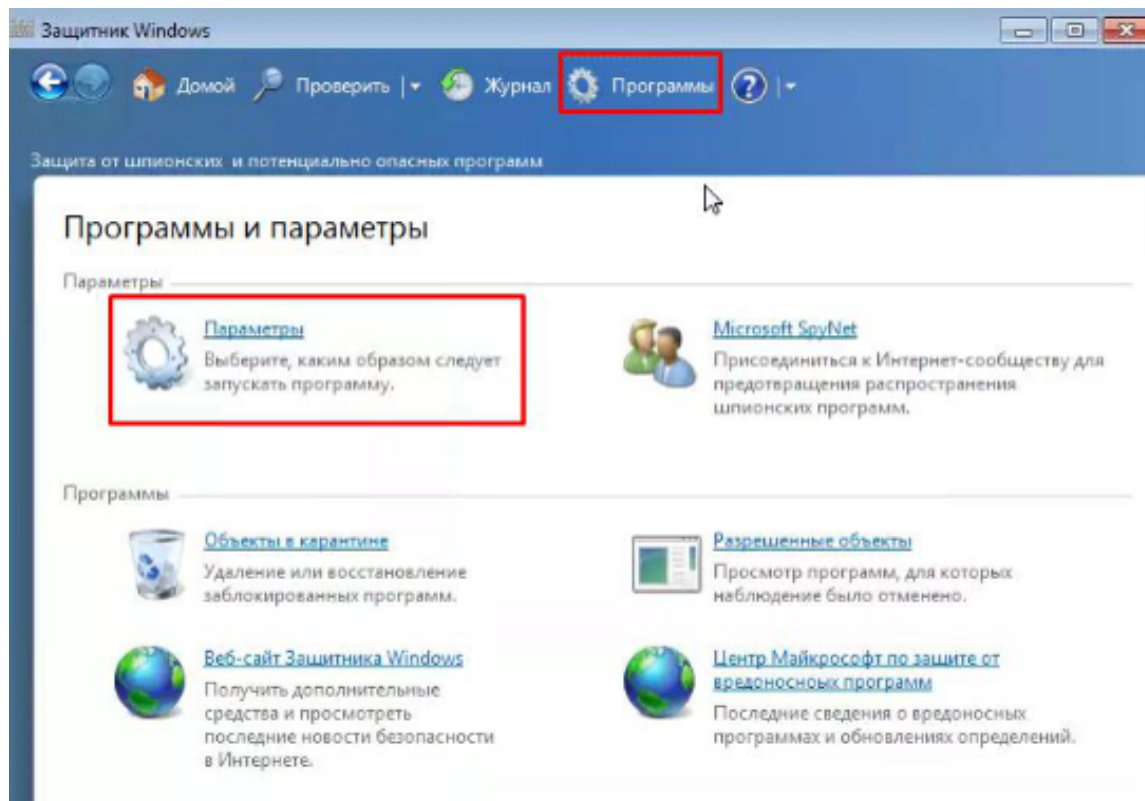 Защитник Windows
Домой Проверить Журнал Программы
Защита от шпионских и потенциально опасных программ
Программы и параметры
Параметры
Параметры
Выберите, каким образом следует
запускать программу.
Microsoft SpyNet
Присоединиться к Интернет-сообществу для
предотвращения распространения
шпионских программ.
Программы
Объекты в карантине
Удаление или восстановление
заблокированных программ.
Разрешенные объекты
Просмотр программ, для которых
наблюдение было отменено.
Веб-сайт Защитника Windows
Получить дополнительные
средства и просмотреть
последние новости безопасности
в Интернете.
Центр Майкрософт по защите от
вредоносноых программ
Последние сведения о вредоносных
программах и обновлениях определений.